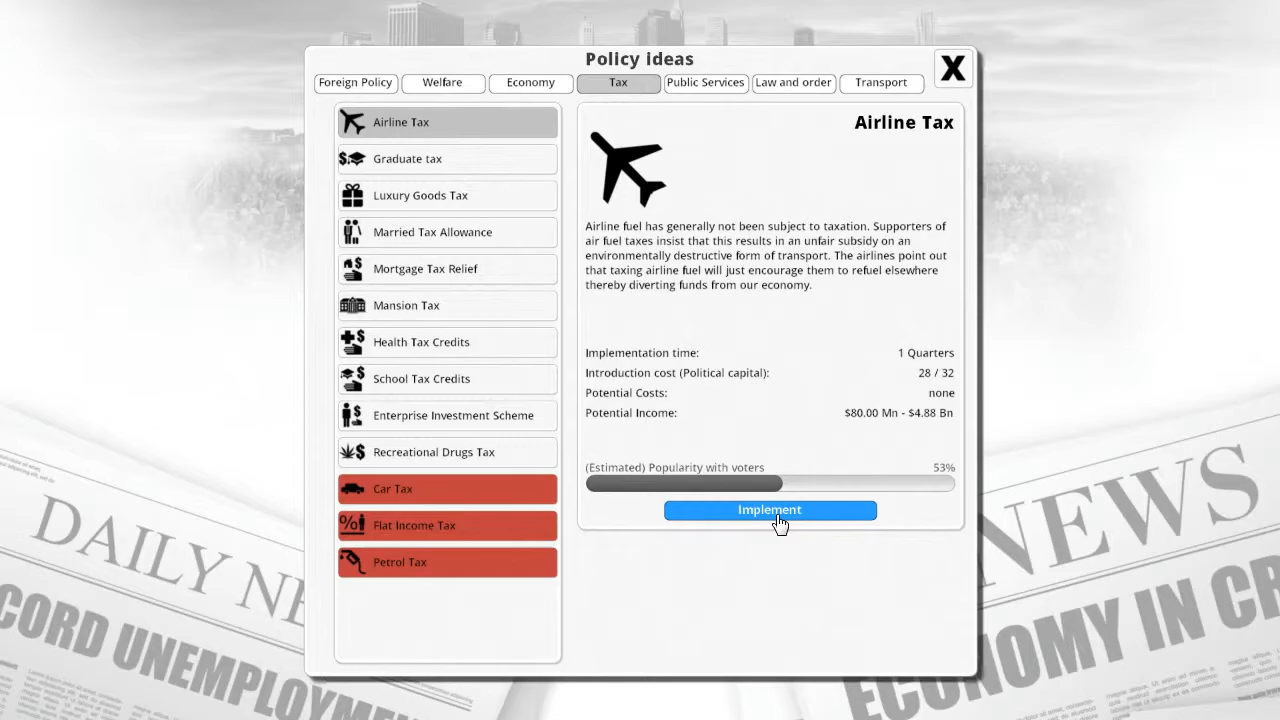 Policy ideas
X
Foreign Policy
Welfare
Economy
Tax
Public Services
Law and order
Transport
Airline Tax
Graduate tax
Luxury Goods Tax
Married Tax Allowance
Mortgage Tax Relief
Mansion Tax
Health Tax Credits
School Tax Credits
Enterprise Investment Scheme
Recreational Drugs Tax
Car Tax
Flat Income Tax
Petrol Tax
Airline Tax
Airline fuel has generally not been subject to taxation. Supporters of
air fuel taxes insist that this results in an unfair subsidy on an
environmentally destructive form of transport. The airlines point out
that taxing airline fuel will just encourage them to refuel elsewhere
thereby diverting funds from our economy.
Implementation time: 1 Quarters
Introduction cost (Political capital): 28 / 32
Potential Costs: none
Potential Income: $80.00 Mn - $4.88 Bn
(Estimated) Popularity with voters 53%
Implement
DAILY NE
CORD UNEMPLOYM
NEWS
ECONOMY IN CR